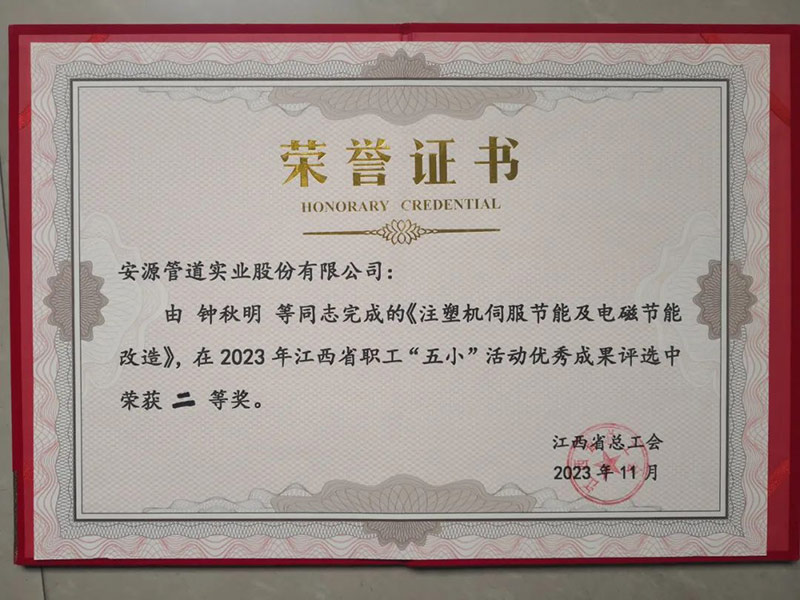 荣誉证书
HONORARY CREDENTIAL
安源管道实业股份有限公司：
由 钟秋明 等同志完成的《注塑机伺服节能及电磁节能
改造》，在2023年江西省职工“五小”活动优秀成果评选中
荣获 二 等奖。
江西省总工会
2023年11月